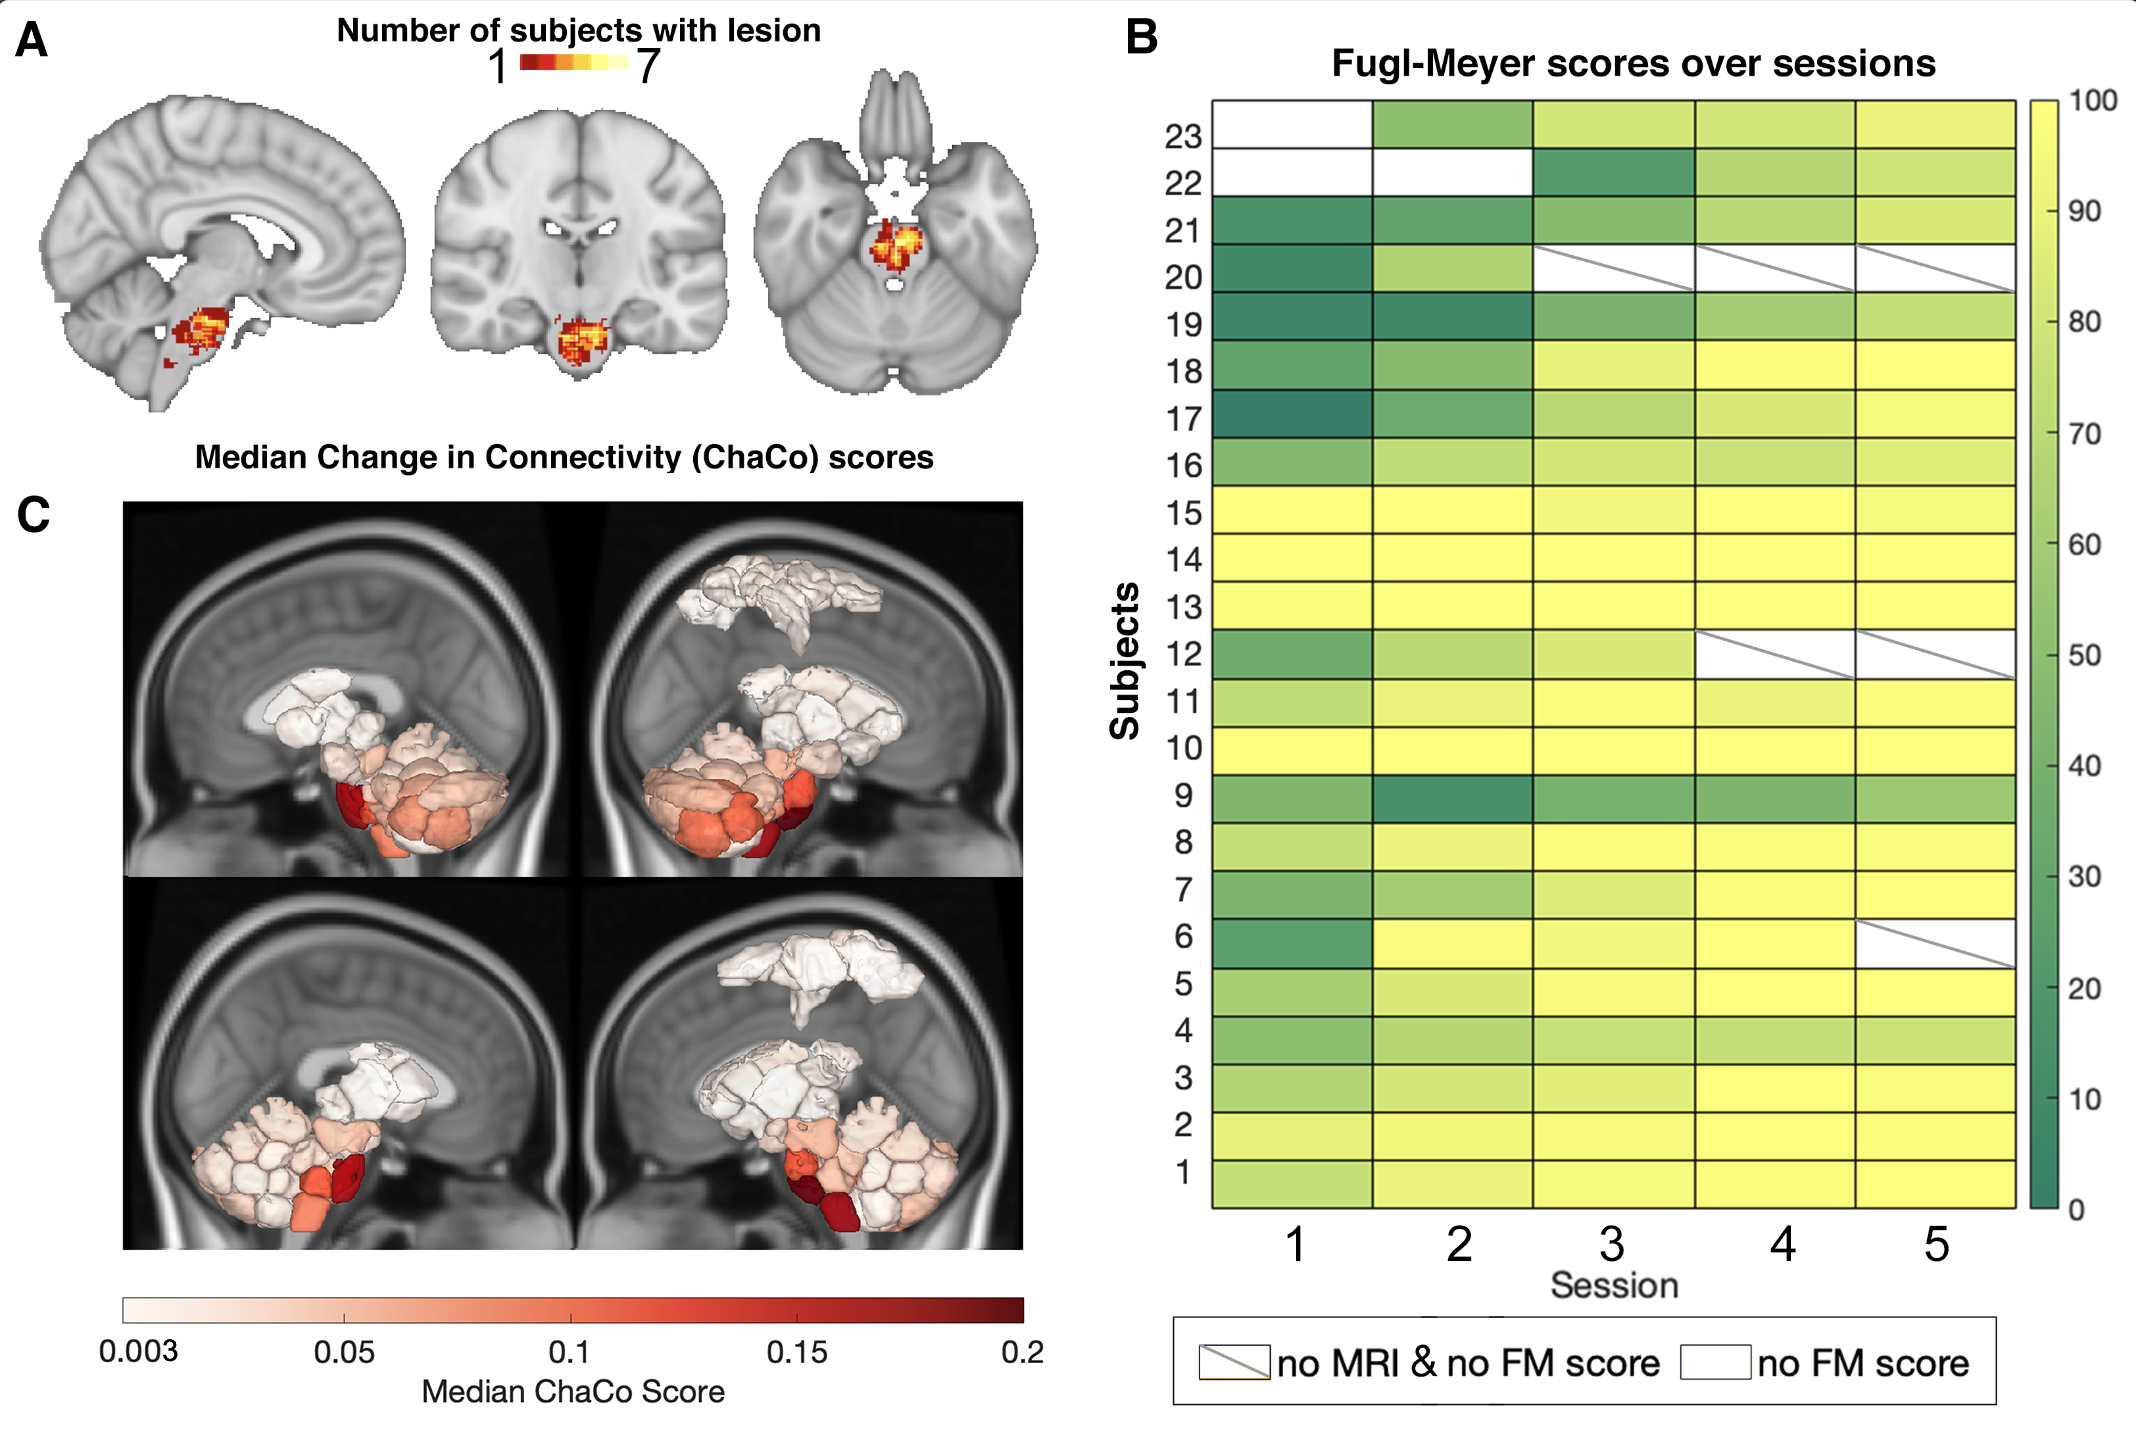 A
Number of subjects with lesion
1 7
Median Change in Connectivity (ChaCo) scores
C
0.003 0.05 0.1 0.15 0.2
Median ChaCo Score
B
Fugl-Meyer scores over sessions
Subjects
23
22
21
20
19
18
17
16
15
14
13
12
11
10
9
8
7
6
5
4
3
2
1
1 2 3 4 5
Session
100
90
80
70
60
50
40
30
20
10
0
no MRI & no FM score no FM score